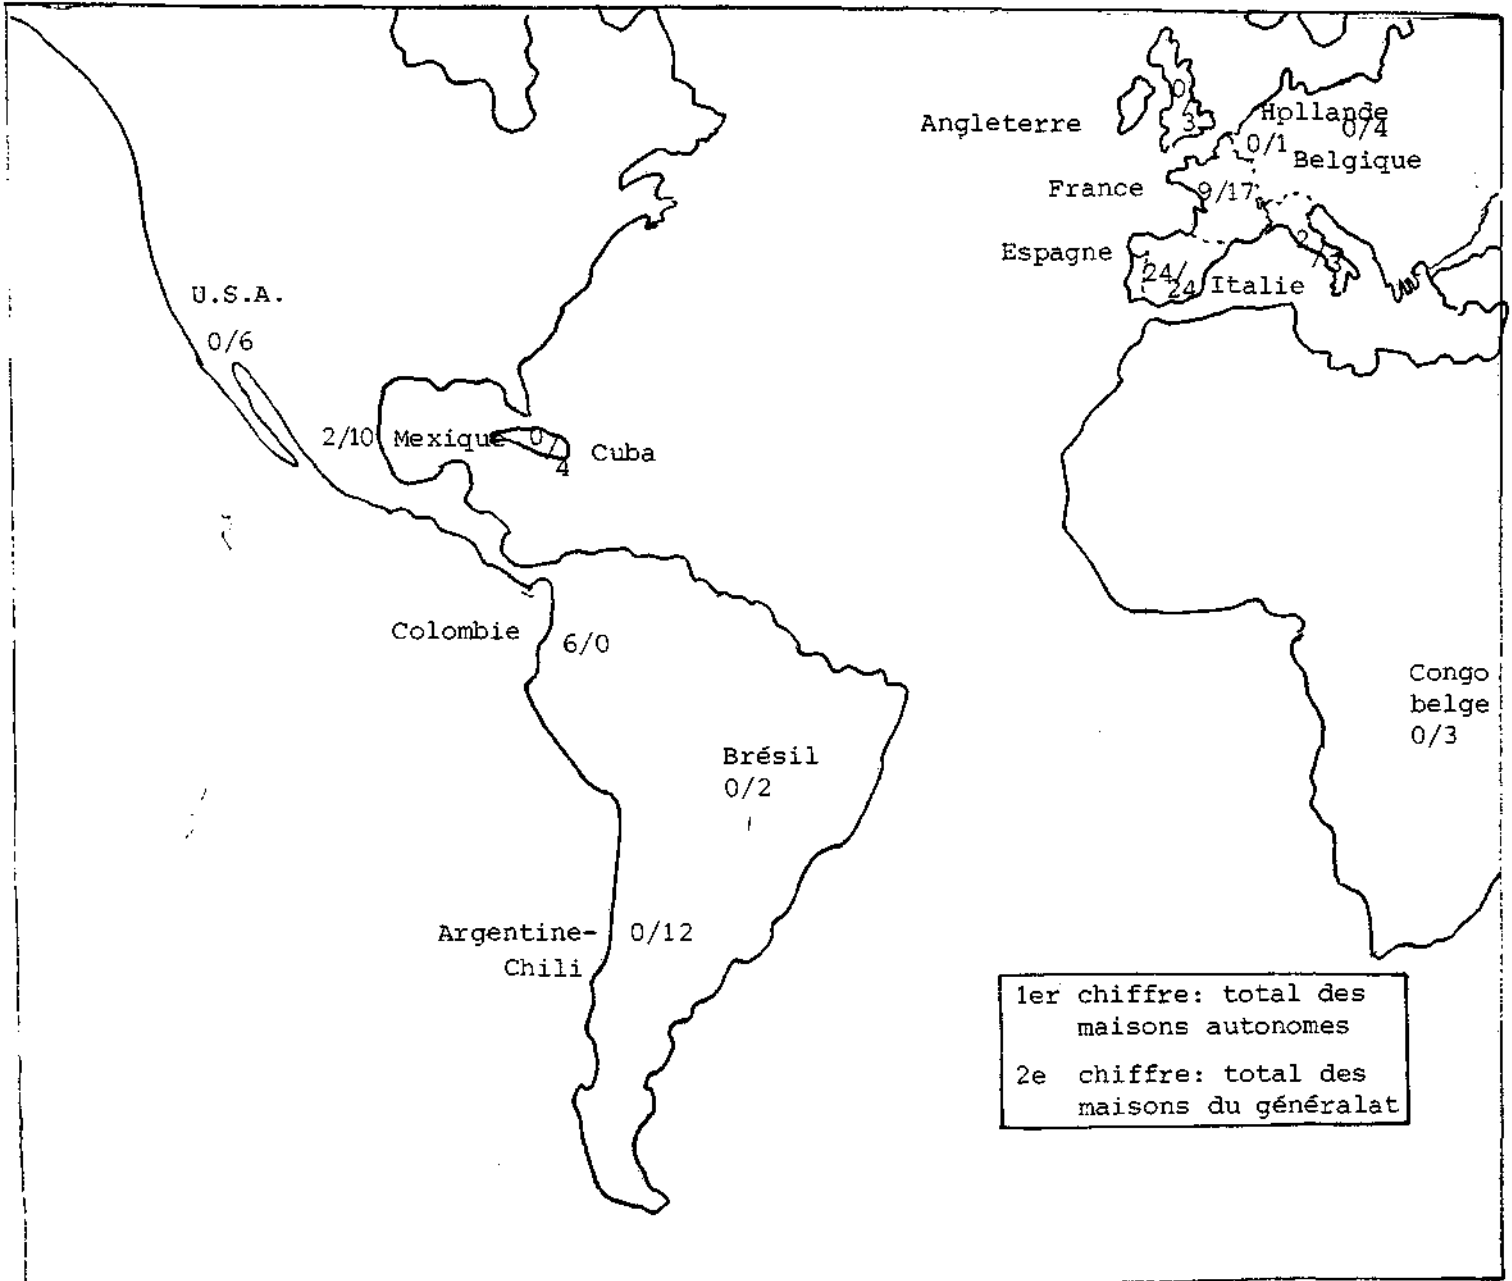 Angleterre
0/
3
Hollande
0/4
0/1
Belgique
France
9/17
Espagne
24/
24
Italie
2
/3
U.S.A.
0/6
2/10 Mexique
0/
4
Cuba
Colombie
6/0
Congo
belge
0/3
Brésil
0/2
Argentine-
Chili
0/12
1er chiffre: total des
maisons autonomes
2e chiffre: total des
maisons du généralat